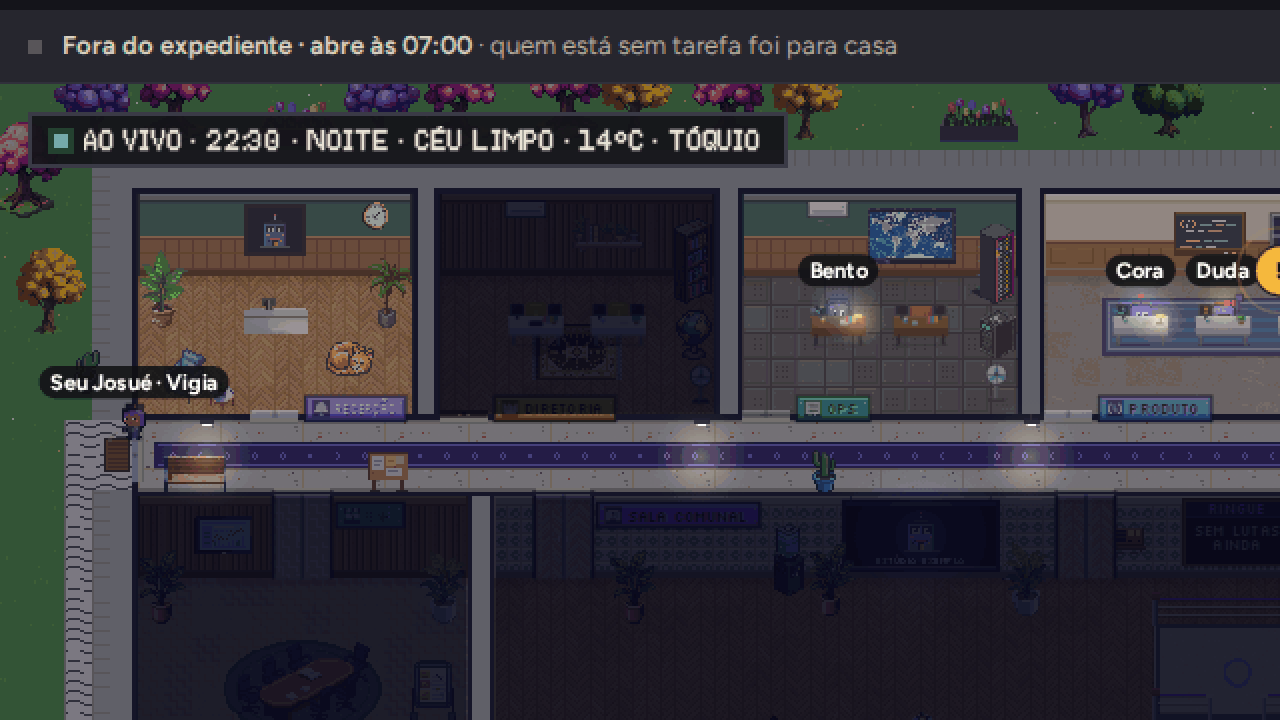 Fora do expediente · abre às 07:00 · quem está sem tarefa foi para casa
AO VIVO · 22:30 · NOITE · CÉU LIMPO · 14°C · TÓQUIO
Bento
Cora
Duda
Seu Josué · Vigia
RECEPÇÃO
DIRETORIA
OPS
PRODUTO
SALA COMUNAL
RINGUE
SEM LUTAS
AINDA
ESTÚDIO EXEMPLO